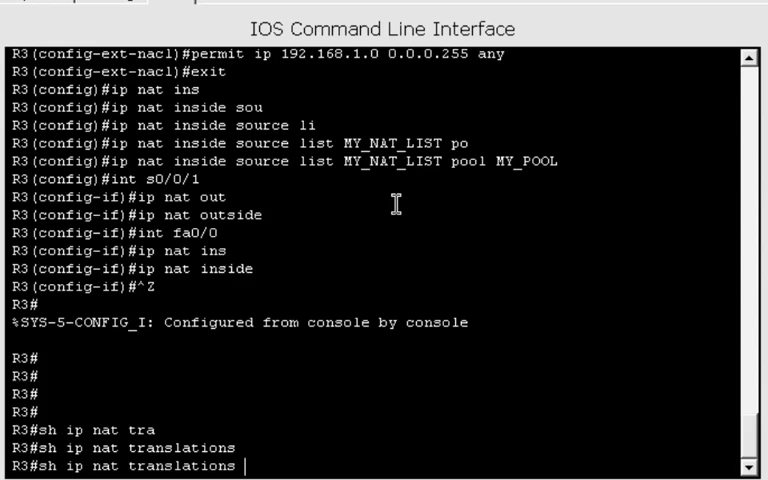 IOS Command Line Interface
R3(config-ext-nacl)#permit ip 192.168.1.0 0.0.0.255 any
R3(config-ext-nacl)#exit
R3(config)#ip nat ins
R3(config)#ip nat inside sou
R3(config)#ip nat inside source li
R3(config)#ip nat inside source list MY_NAT_LIST po
R3(config)#ip nat inside source list MY_NAT_LIST pool MY_POOL
R3(config)#int s0/0/1
R3(config-if)#ip nat out
R3(config-if)#ip nat outside
R3(config-if)#int fa0/0
R3(config-if)#ip nat ins
R3(config-if)#ip nat inside
R3(config-if)#^Z
R3#
%SYS-5-CONFIG_I: Configured from console by console
R3#
R3#
R3#
R3#
R3#sh ip nat tra
R3#sh ip nat translations
R3#sh ip nat translations